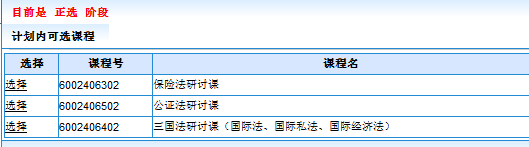 目前是 正选 阶段
计划内可选课程
选择 课程号 课程名
选择 6002406302 保险法研讨课
选择 6002406502 公证法研讨课
选择 6002406402 三国法研讨课（国际法、国际私法、国际经济法）